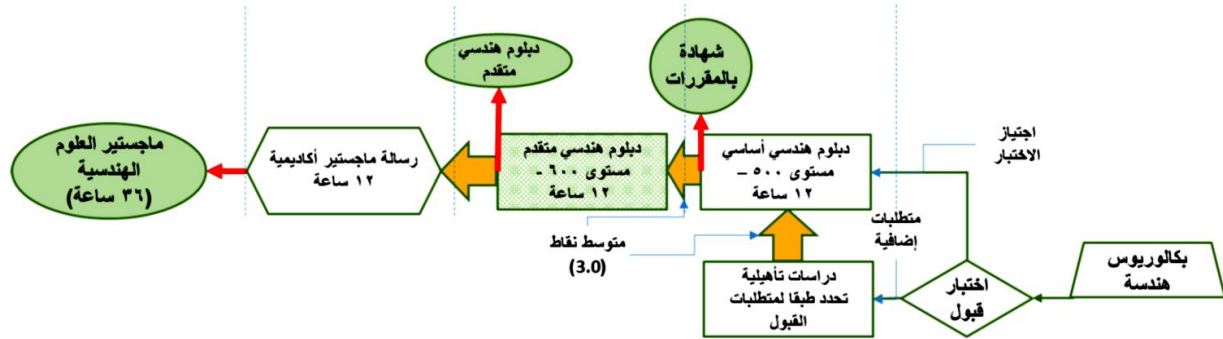 بكالوريوس
هندسة
اختبار
قبول
اجتياز
الاختبار
متطلبات
إضافية
دراسات تأهيلية
تحدد طبقا لمتطلبات
القبول
دبلوم هندسي أساسي
مستوى ٥٠٠ –
١٢ ساعة
شهادة
بالمقررات
متوسط نقاط
(3.0)
دبلوم هندسي متقدم
مستوى ٦٠٠ -
١٢ ساعة
دبلوم هندسي
متقدم
رسالة ماجستير أكاديمية
١٢ ساعة
ماجستير العلوم
الهندسية
(٣٦ ساعة)